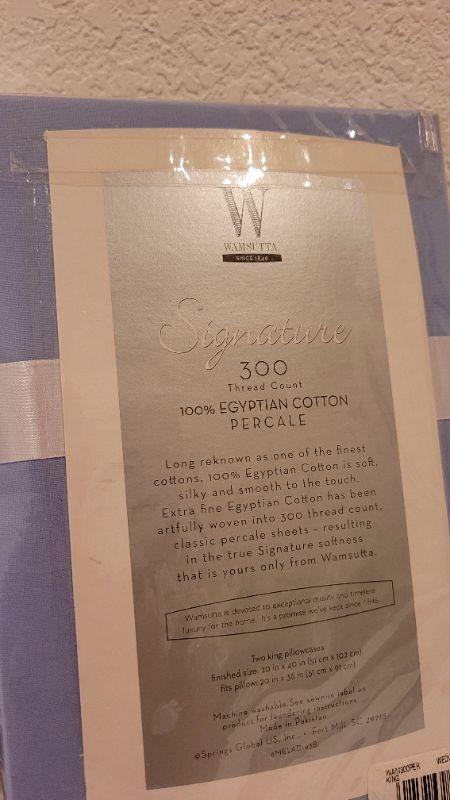 W
WAMSUTTA
SINCE 1846
Signature
300
Thread Count
100% EGYPTIAN COTTON
PERCALE
Long reknown as one of the finest
cottons, 100% Egyptian Cotton is soft,
silky and smooth to the touch.
Extra fine Egyptian Cotton has been
artfully woven into 300 thread count,
classic percale sheets – resulting
in the true Signature softness
that is yours only from Wamsutta.
Wamsutta is devoted to exceptional quality and timeless
luxury for the home. It's a promise we've kept since 1846.
Two king pillowcases
finished size: 20 in x 40 in (51 cm x 102 cm)
fits pillow: 20 in x 36 in (51 cm x 91 cm)
Machine washable. See sewn-in label on
product for laundering instructions.
Made in Pakistan
©Springs Global US, Inc. • Fort Mill, SC 29715
WAM300PER
KING